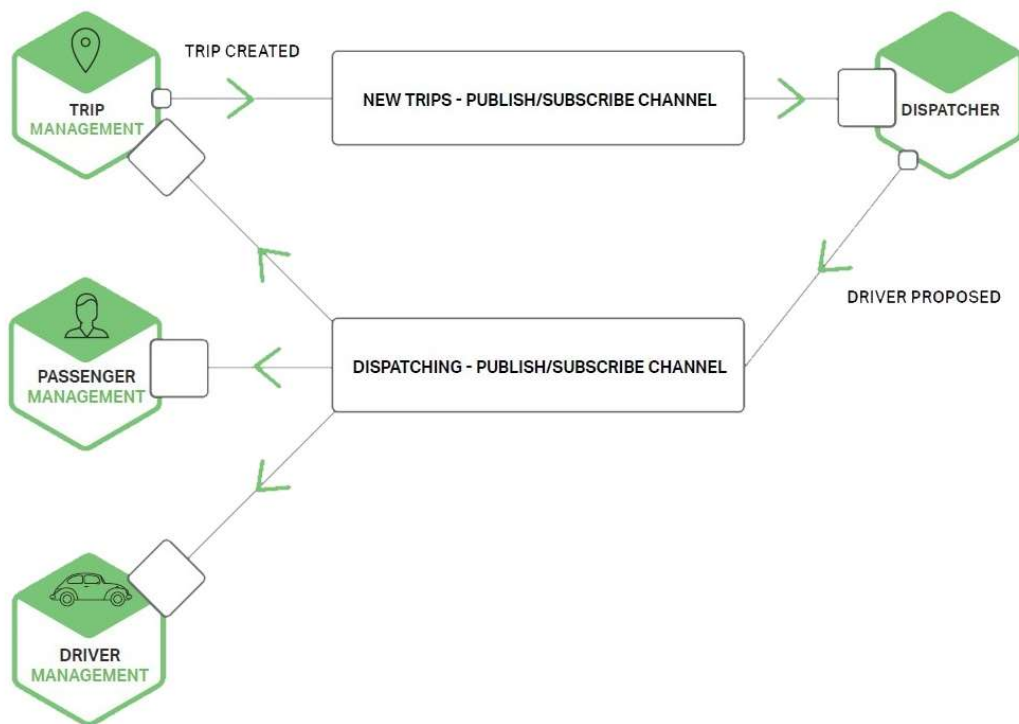 TRIP CREATED
TRIP
MANAGEMENT
NEW TRIPS - PUBLISH/SUBSCRIBE CHANNEL
DISPATCHER
DRIVER PROPOSED
PASSENGER
MANAGEMENT
DISPATCHING - PUBLISH/SUBSCRIBE CHANNEL
DRIVER
MANAGEMENT